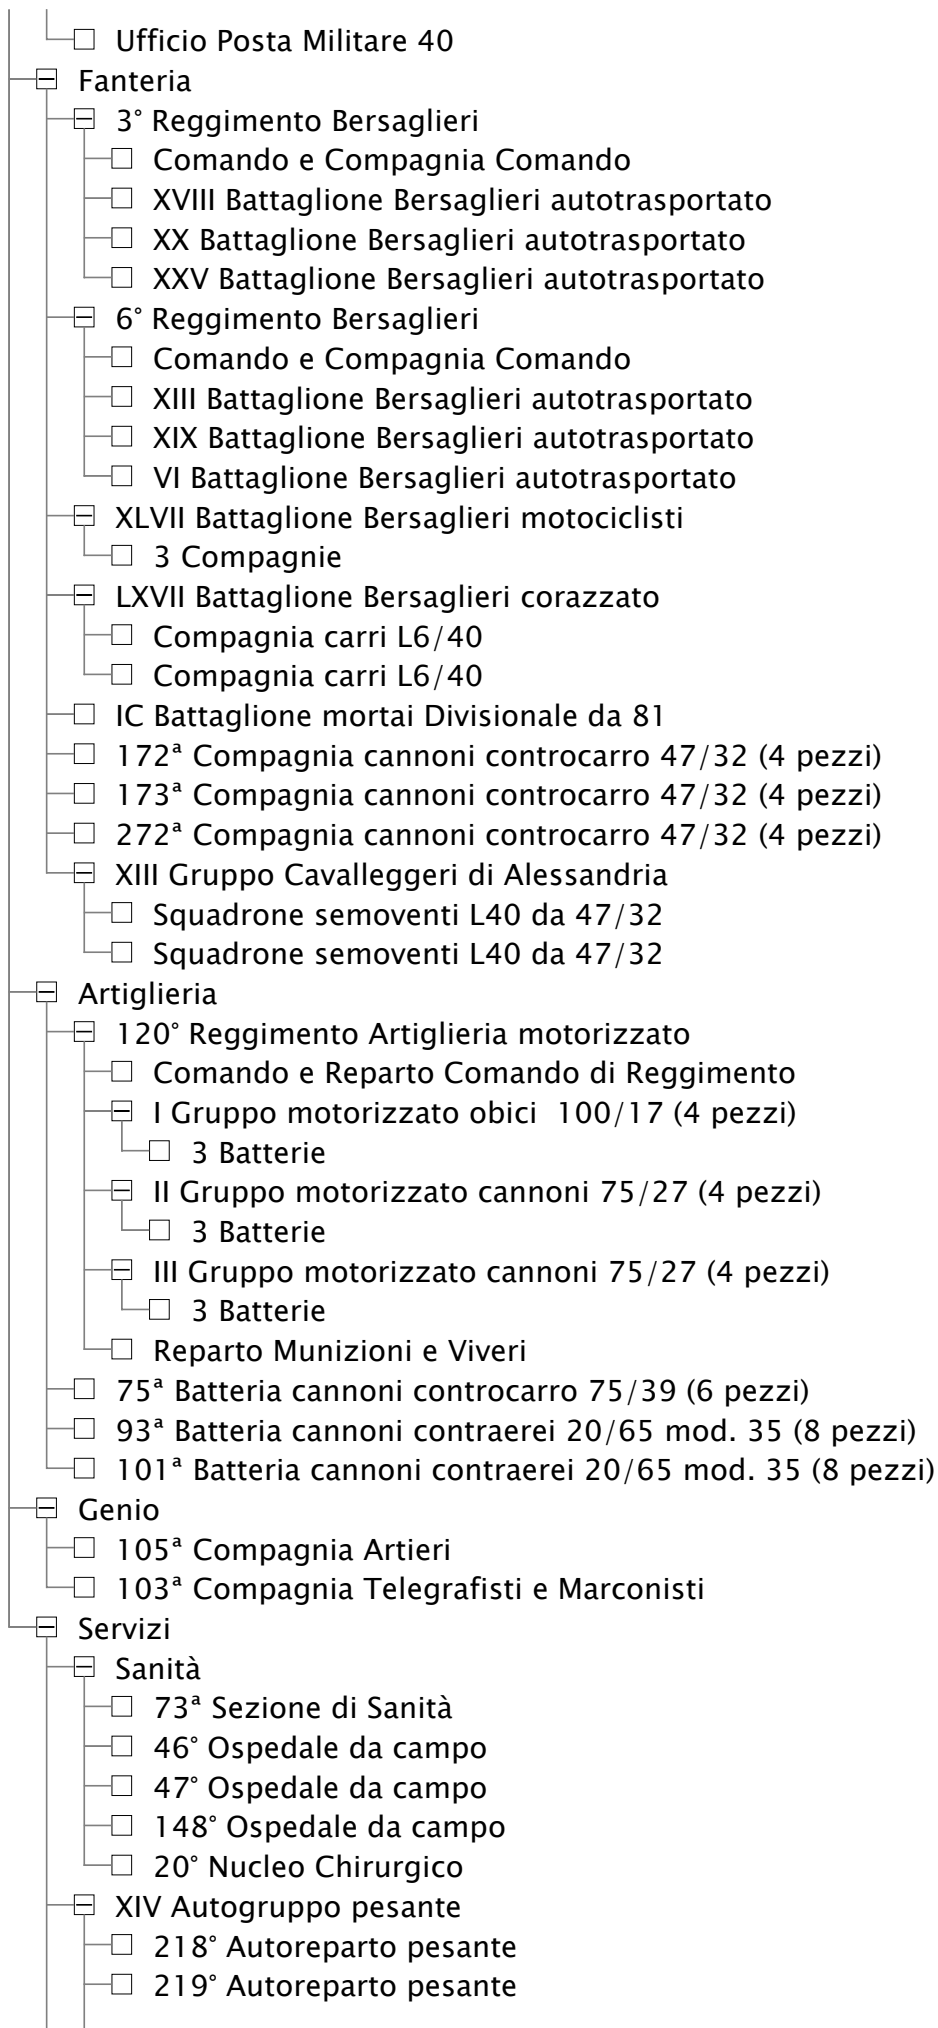 Ufficio Posta Militare 40
Fanteria
3° Reggimento Bersaglieri
Comando e Compagnia Comando
XVIII Battaglione Bersaglieri autotrasportato
XX Battaglione Bersaglieri autotrasportato
XXV Battaglione Bersaglieri autotrasportato
6° Reggimento Bersaglieri
Comando e Compagnia Comando
XIII Battaglione Bersaglieri autotrasportato
XIX Battaglione Bersaglieri autotrasportato
VI Battaglione Bersaglieri autotrasportato
XLVII Battaglione Bersaglieri motociclisti
3 Compagnie
LXVII Battaglione Bersaglieri corazzato
Compagnia carri L6/40
Compagnia carri L6/40
IC Battaglione mortai Divisionale da 81
172ª Compagnia cannoni controcarro 47/32 (4 pezzi)
173ª Compagnia cannoni controcarro 47/32 (4 pezzi)
272ª Compagnia cannoni controcarro 47/32 (4 pezzi)
XIII Gruppo Cavalleggeri di Alessandria
Squadrone semoventi L40 da 47/32
Squadrone semoventi L40 da 47/32
Artiglieria
120° Reggimento Artiglieria motorizzato
Comando e Reparto Comando di Reggimento
I Gruppo motorizzato obici  100/17 (4 pezzi)
3 Batterie
II Gruppo motorizzato cannoni 75/27 (4 pezzi)
3 Batterie
III Gruppo motorizzato cannoni 75/27 (4 pezzi)
3 Batterie
Reparto Munizioni e Viveri
75ª Batteria cannoni controcarro 75/39 (6 pezzi)
93ª Batteria cannoni contraerei 20/65 mod. 35 (8 pezzi)
101ª Batteria cannoni contraerei 20/65 mod. 35 (8 pezzi)
Genio
105ª Compagnia Artieri
103ª Compagnia Telegrafisti e Marconisti
Servizi
Sanità
73ª Sezione di Sanità
46° Ospedale da campo
47° Ospedale da campo
148° Ospedale da campo
20° Nucleo Chirurgico
XIV Autogruppo pesante
218° Autoreparto pesante
219° Autoreparto pesante